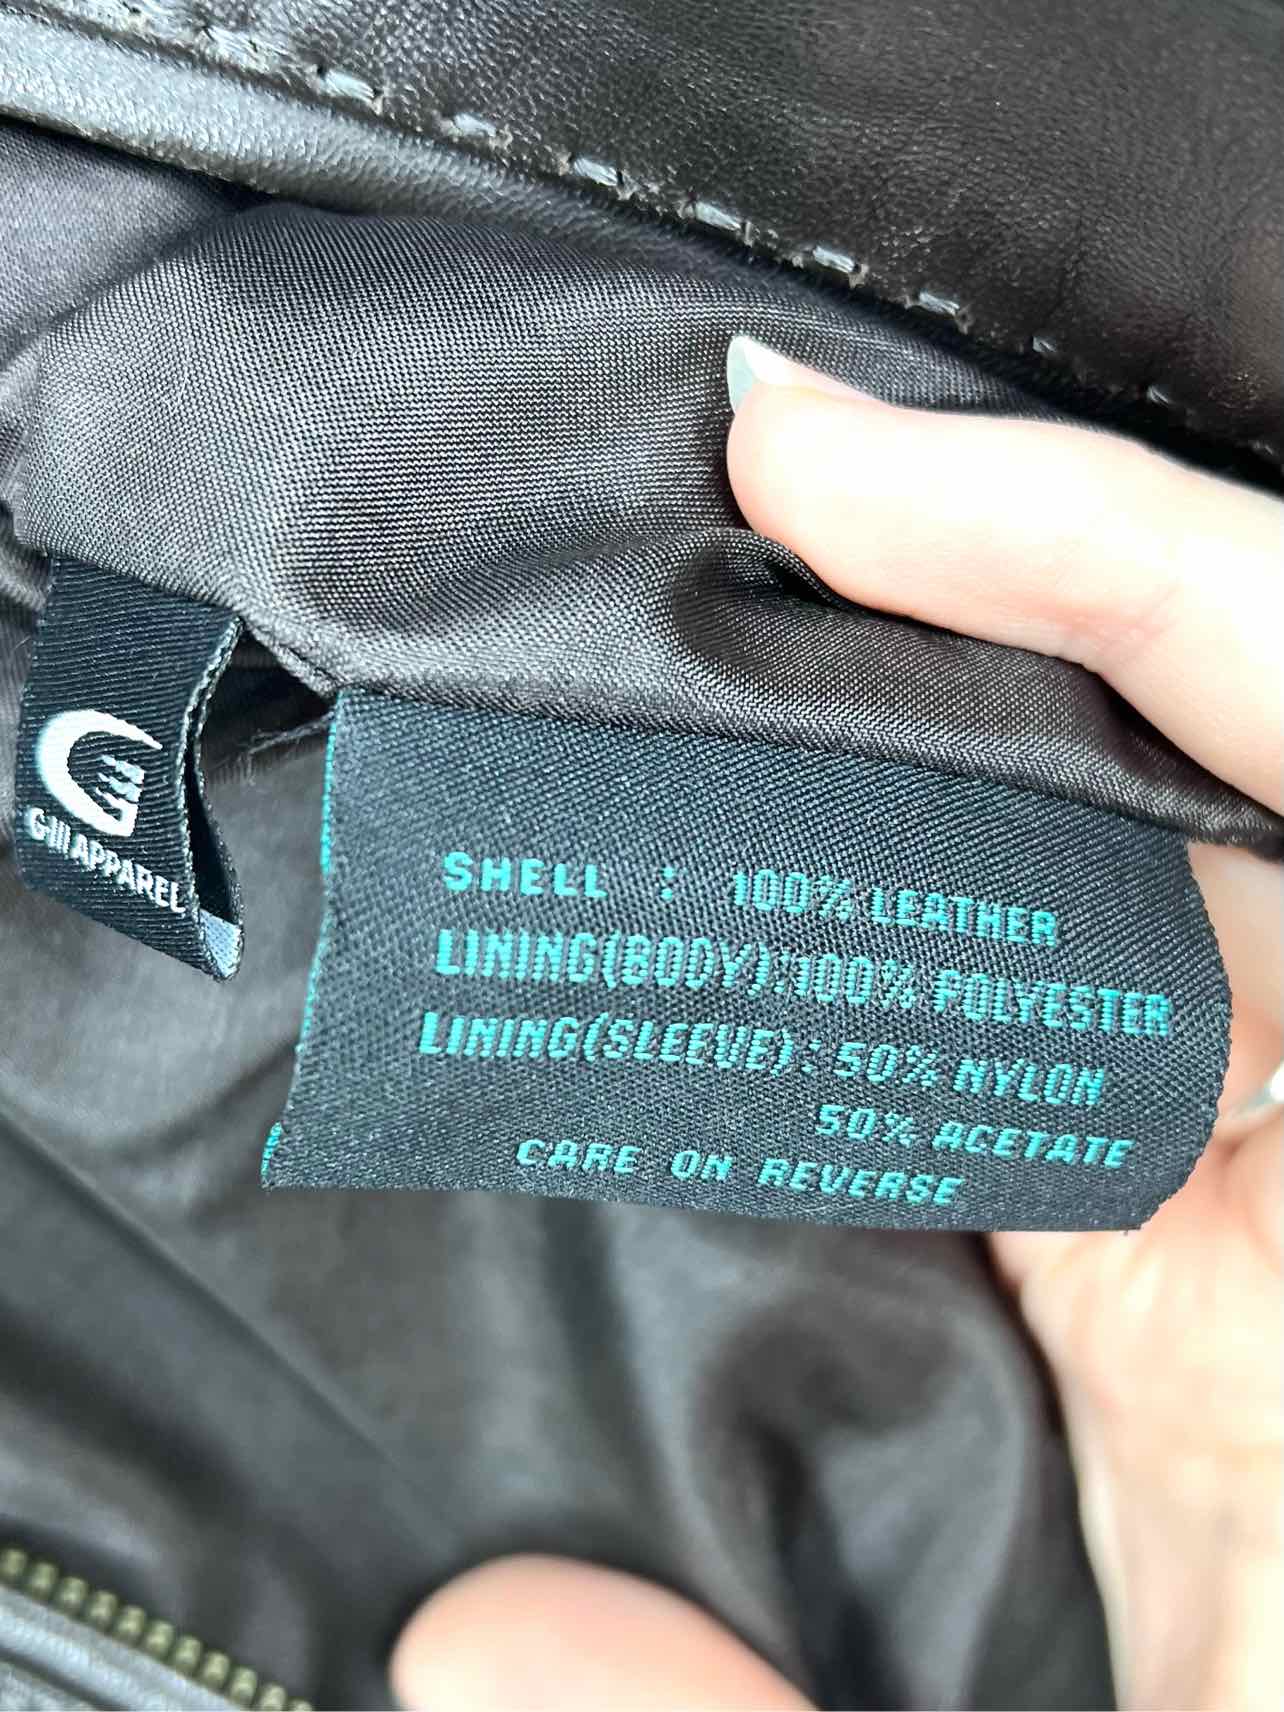 G-III APPAREL
SHELL : 100% LEATHER
LINING(BODY):100% POLYESTER
LINING(SLEEVE): 50% NYLON
50% ACETATE
CARE ON REVERSE